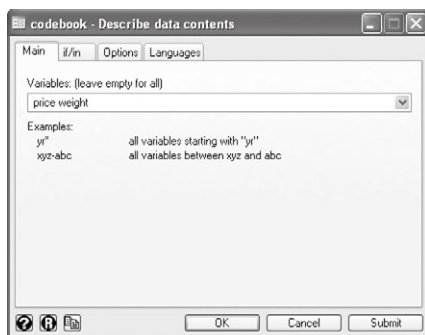 codebook - Describe data contents
Main if/in Options Languages
Variables: (leave empty for all)
price weight
Examples:
yr* all variables starting with "yr"
xyz-abc all variables between xyz and abc
OK Cancel Submit